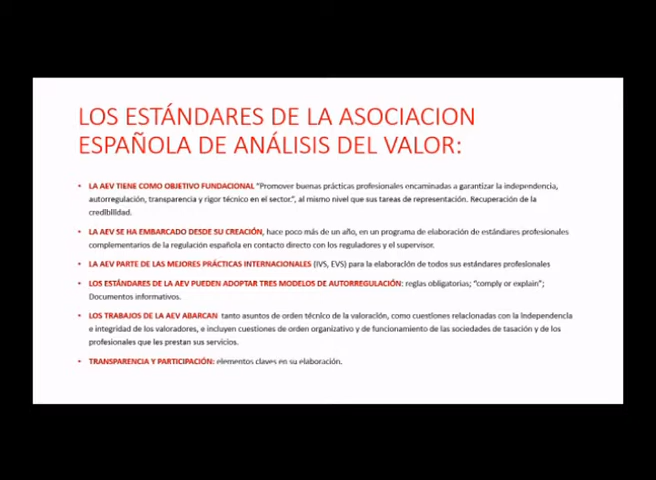 LOS ESTÁNDARES DE LA ASOCIACION
ESPAÑOLA DE ANÁLISIS DEL VALOR:
• LA AEV TIENE COMO OBJETIVO FUNDACIONAL "Promover buenas prácticas profesionales encaminadas a garantizar la independencia,
autorregulación, transparencia y rigor técnico en el sector.", al mismo nivel que sus tareas de representación. Recuperación de la
credibilidad.
• LA AEV SE HA EMBARCADO DESDE SU CREACIÓN, hace poco más de un año, en un programa de elaboración de estándares profesionales
complementarios de la regulación española en contacto directo con los reguladores y el supervisor.
• LA AEV PARTE DE LAS MEJORES PRÁCTICAS INTERNACIONALES (IVS, EVS) para la elaboración de todos sus estándares profesionales
• LOS ESTÁNDARES DE LA AEV PUEDEN ADOPTAR TRES MODELOS DE AUTORREGULACIÓN: reglas obligatorias; "comply or explain";
Documentos informativos.
• LOS TRABAJOS DE LA AEV ABARCAN tanto asuntos de orden técnico de la valoración, como cuestiones relacionadas con la independencia
e integridad de los valoradores, e incluyen cuestiones de orden organizativo y de funcionamiento de las sociedades de tasación y de los
profesionales que les prestan sus servicios.
• TRANSPARENCIA Y PARTICIPACIÓN: elementos claves en su elaboración.